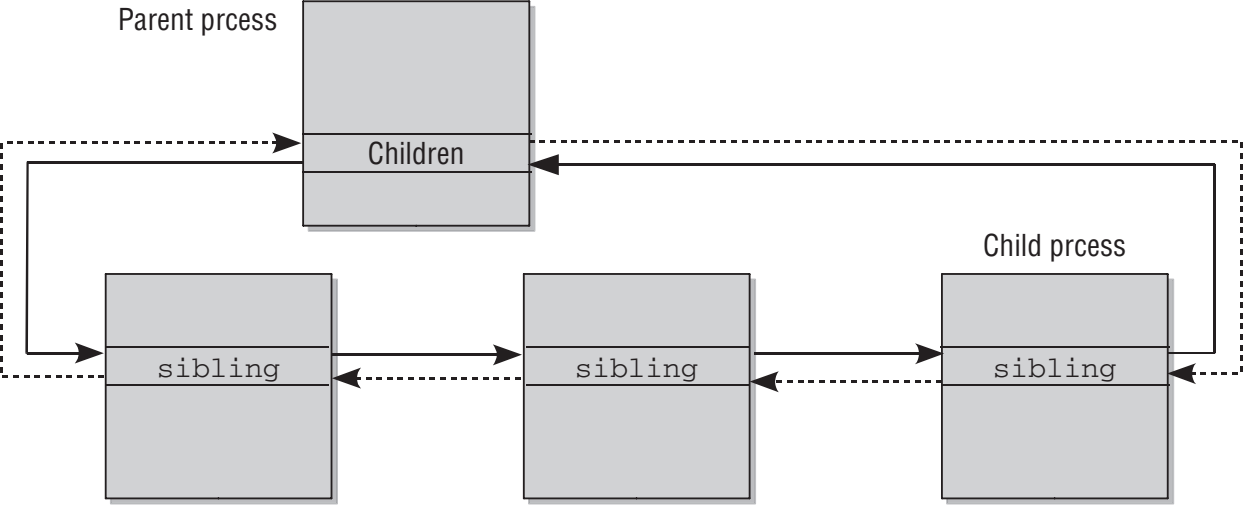 Parent prcess
Children
Child prcess
sibling
sibling
sibling